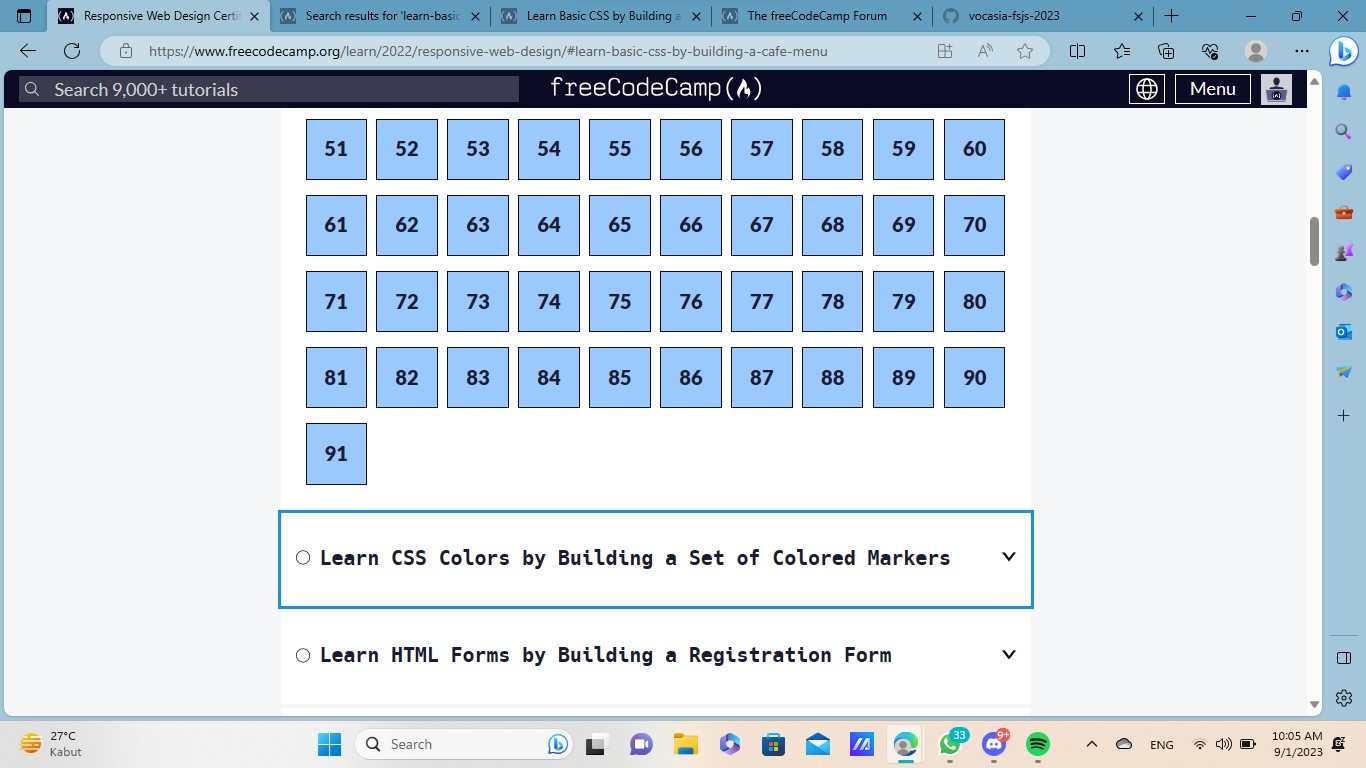 Responsive Web Design Certi
Search results for 'learn-basic
Learn Basic CSS by Building a
The freeCodeCamp Forum
vocasia-fsjs-2023
https://www.freecodecamp.org/learn/2022/responsive-web-design/#learn-basic-css-by-building-a-cafe-menu
Search 9,000+ tutorials
freeCodeCamp
Menu
51 52 53 54 55 56 57 58 59 60
61 62 63 64 65 66 67 68 69 70
71 72 73 74 75 76 77 78 79 80
81 82 83 84 85 86 87 88 89 90
91
Learn CSS Colors by Building a Set of Colored Markers
Learn HTML Forms by Building a Registration Form
27°C
Kabut
Search
33
9+
ENG
10:05 AM
9/1/2023